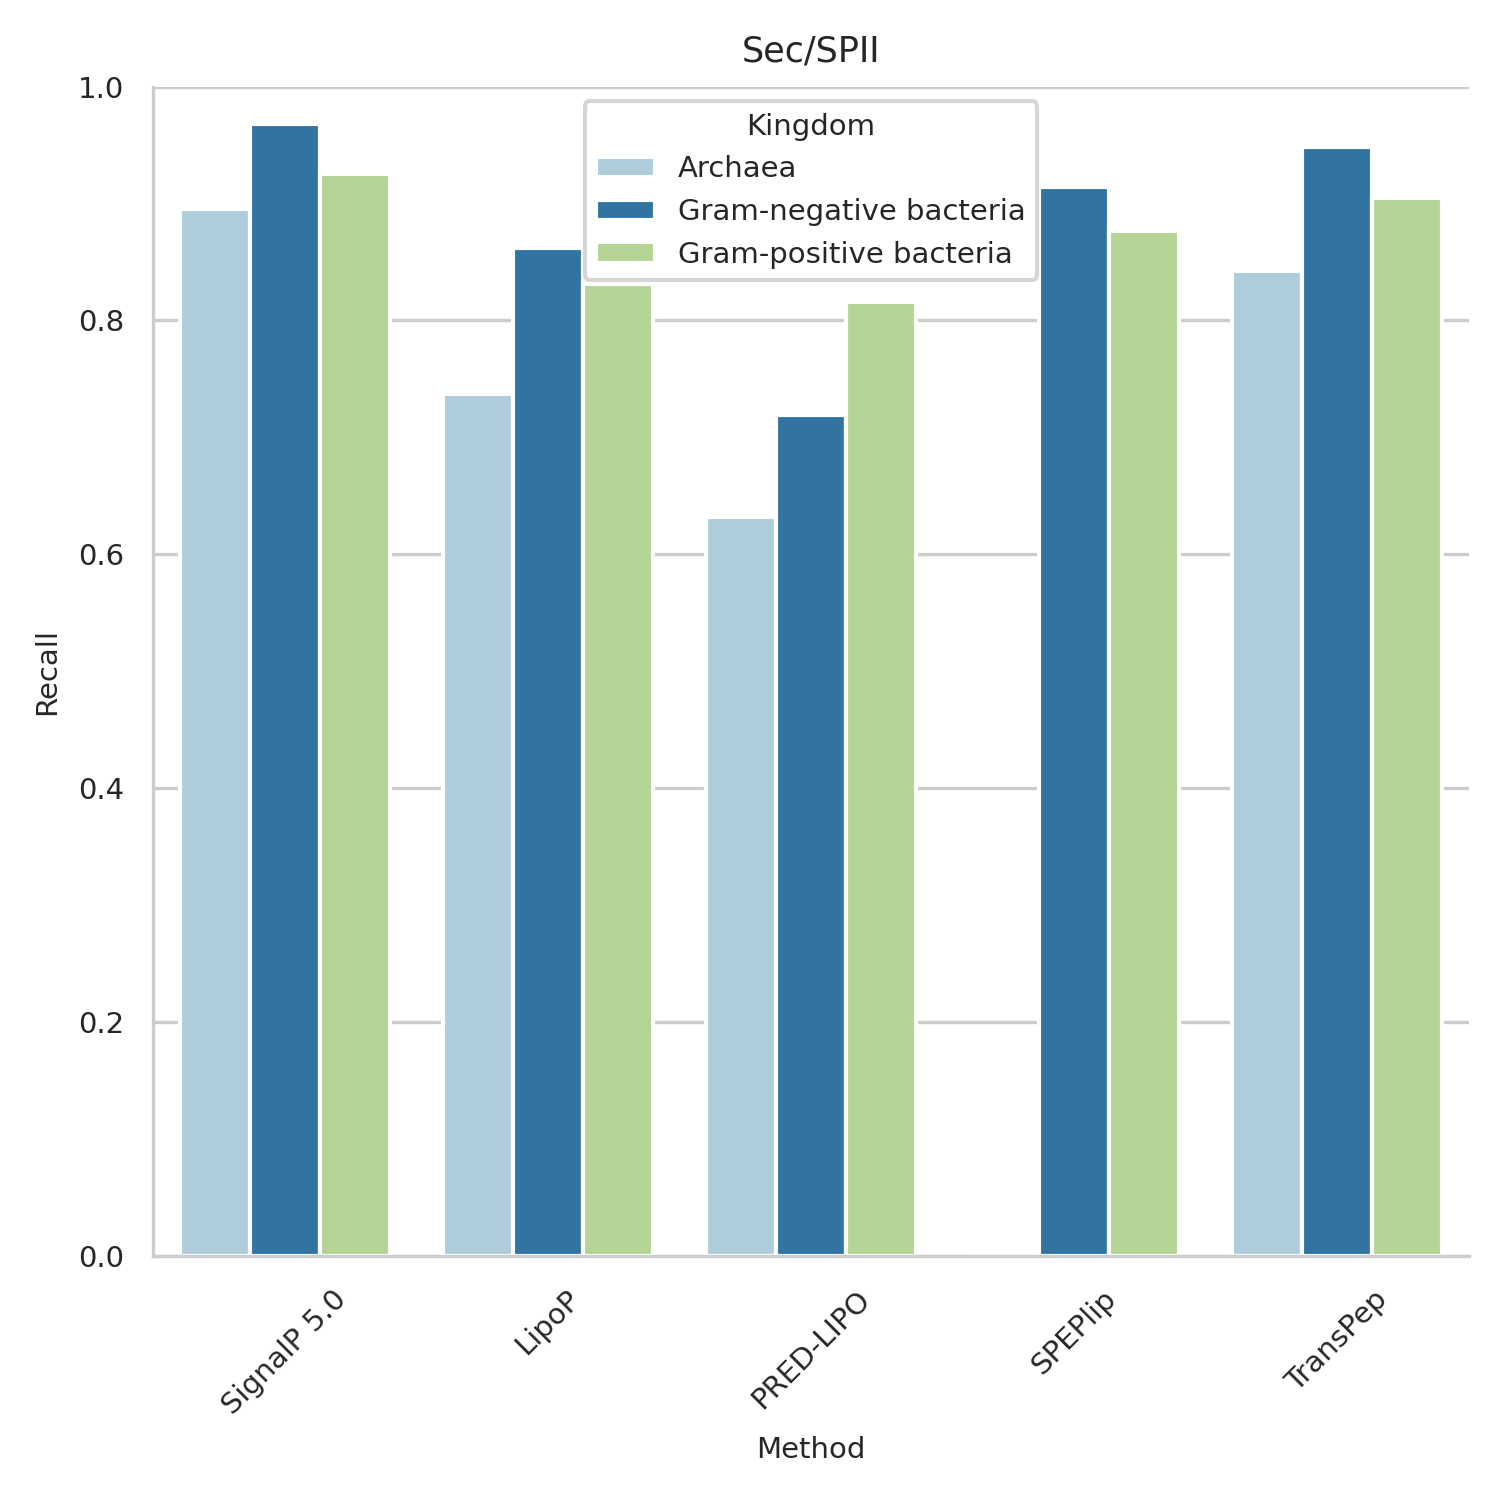 Sec/SPII
1.0
0.8
0.6
0.4
0.2
0.0
Recall
Kingdom
Archaea
Gram-negative bacteria
Gram-positive bacteria
SignalP 5.0
LipoP
PRED-LIPO
SPEPlip
TransPep
Method